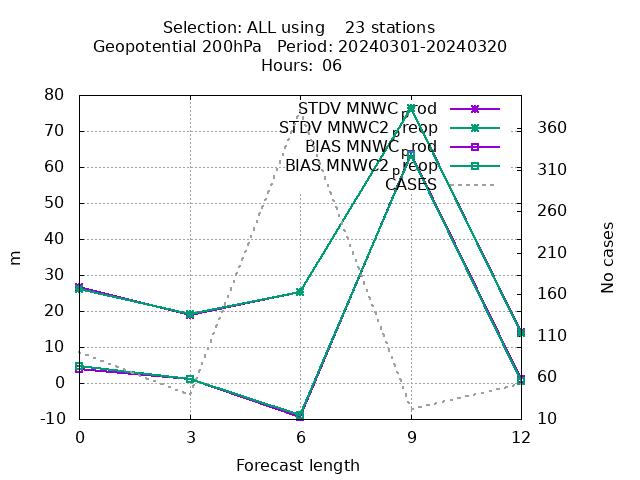 Selection: ALL using    23 stations
Geopotential 200hPa   Period: 20240301-20240320
Hours: 06
80
70
60
50
40
30
20
10
0
-10
m
STDV MNWC_prod
STDV MNWC2_preop
BIAS MNWC_prod
BIAS MNWC2_preop
CASES
360
310
260
210
160
110
60
10
No cases
0 3 6 9 12
Forecast length